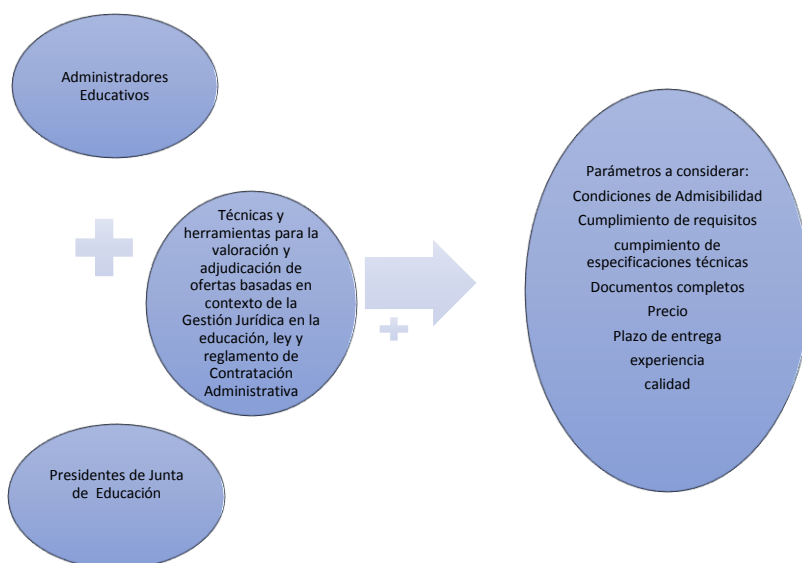 Administradores
Educativos
Técnicas y
herramientas para la
valoración y
adjudicación de
ofertas basadas en
contexto de la
Gestión Jurídica en la
educación, ley y
reglamento de
Contratación
Administrativa
Presidentes de Junta
de Educación
Parámetros a considerar:
Condiciones de Admisibilidad
Cumplimiento de requisitos
cumpimiento de
especificaciones técnicas
Documentos completos
Precio
Plazo de entrega
experiencia
calidad